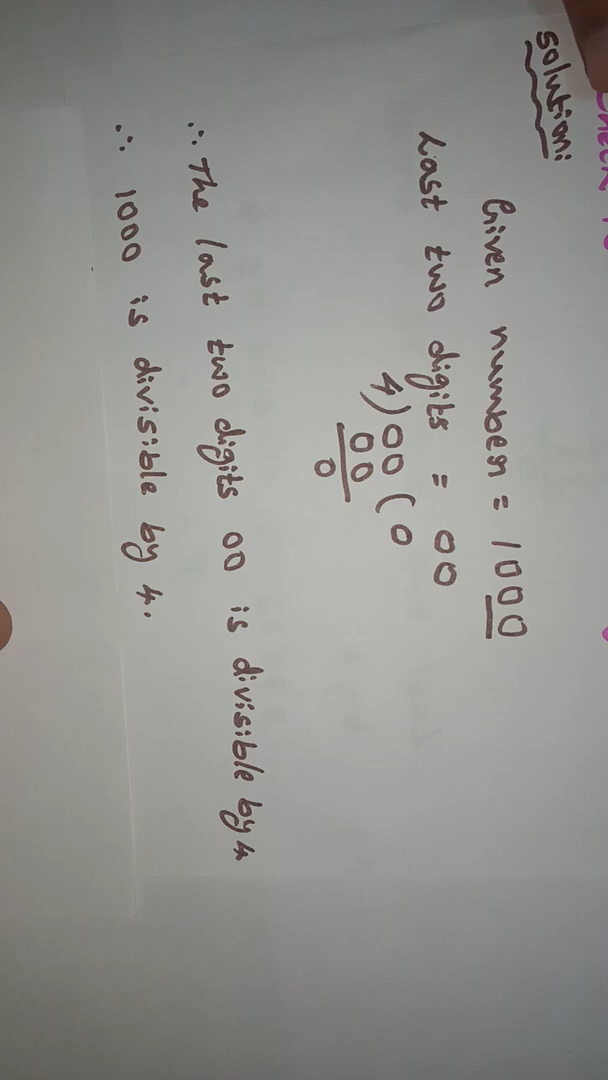 solution:
Given number = 1000
Last two digits = 00
4)00(0
00
0
∴ The last two digits 00 is divisible by 4
∴ 1000 is divisible by 4.